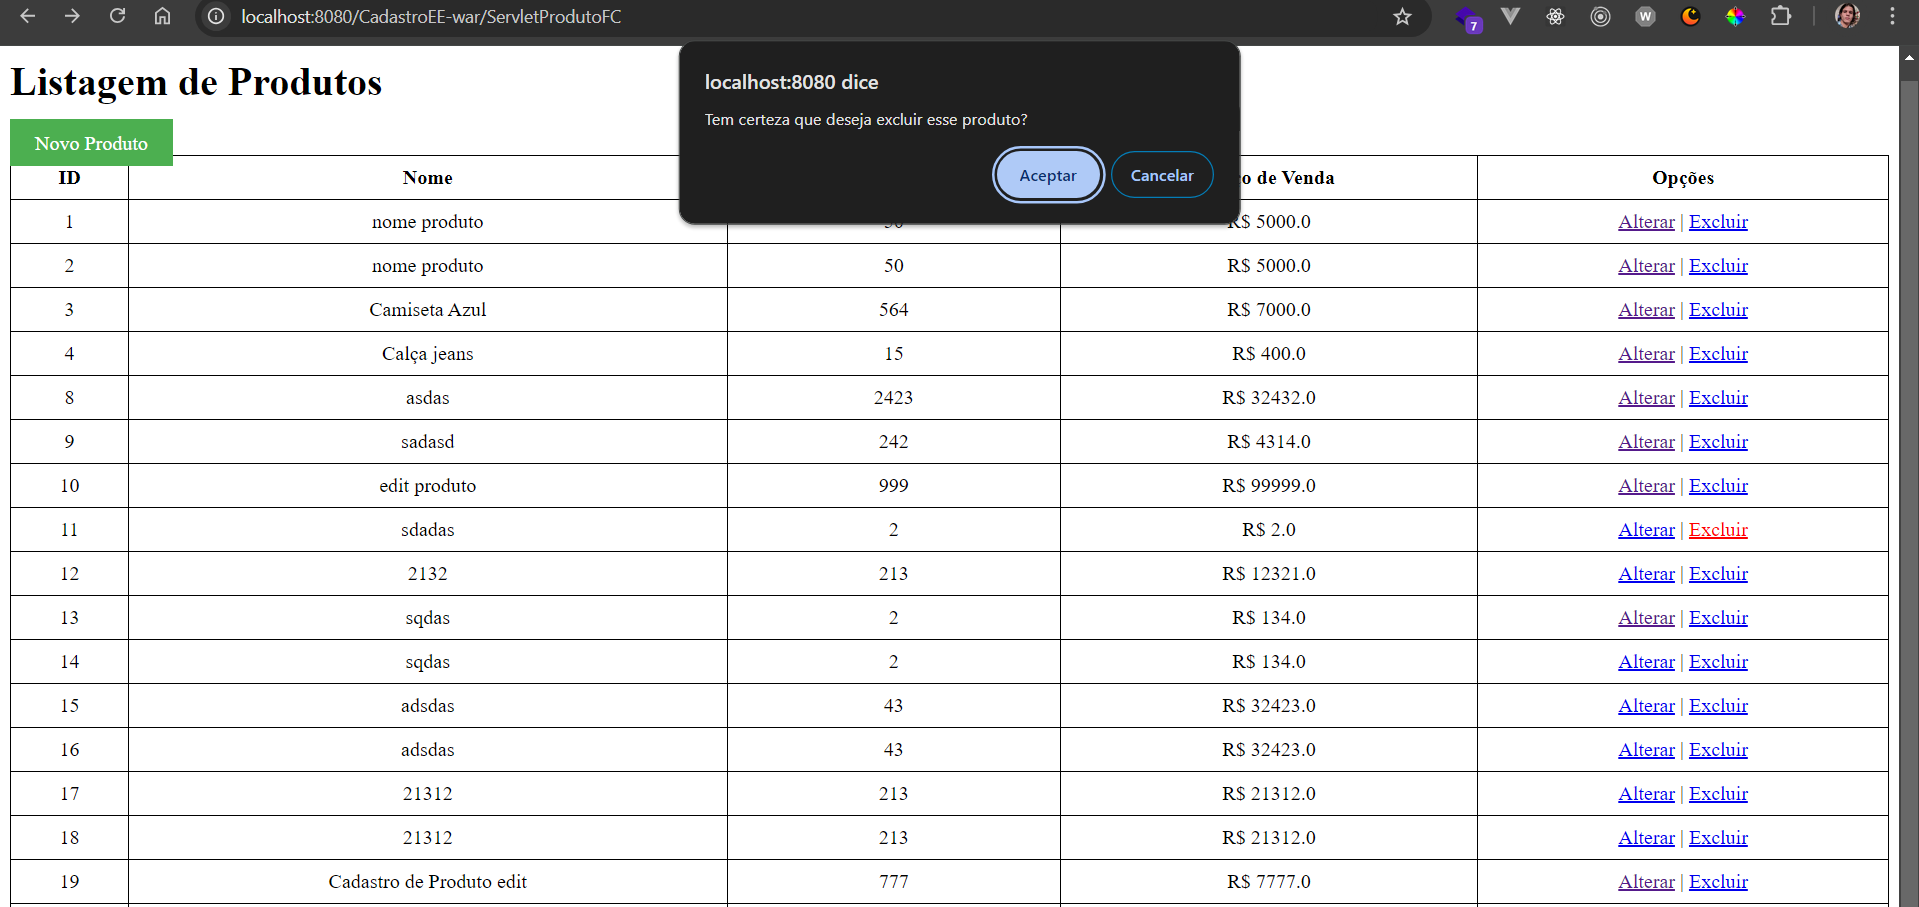 localhost:8080/CadastroEE-war/ServletProdutoFC
7
W
localhost:8080 dice
Tem certeza que deseja excluir esse produto?
Aceptar Cancelar
Listagem de Produtos
Novo Produto
ID Nome de Venda Opções
1 nome produto R$ 5000.0 Alterar | Excluir
2 nome produto 50 R$ 5000.0 Alterar | Excluir
3 Camiseta Azul 564 R$ 7000.0 Alterar | Excluir
4 Calça jeans 15 R$ 400.0 Alterar | Excluir
8 asdas 2423 R$ 32432.0 Alterar | Excluir
9 sadasd 242 R$ 4314.0 Alterar | Excluir
10 edit produto 999 R$ 99999.0 Alterar | Excluir
11 sdadas 2 R$ 2.0 Alterar | Excluir
12 2132 213 R$ 12321.0 Alterar | Excluir
13 sqdas 2 R$ 134.0 Alterar | Excluir
14 sqdas 2 R$ 134.0 Alterar | Excluir
15 adsdas 43 R$ 32423.0 Alterar | Excluir
16 adsdas 43 R$ 32423.0 Alterar | Excluir
17 21312 213 R$ 21312.0 Alterar | Excluir
18 21312 213 R$ 21312.0 Alterar | Excluir
19 Cadastro de Produto edit 777 R$ 7777.0 Alterar | Excluir